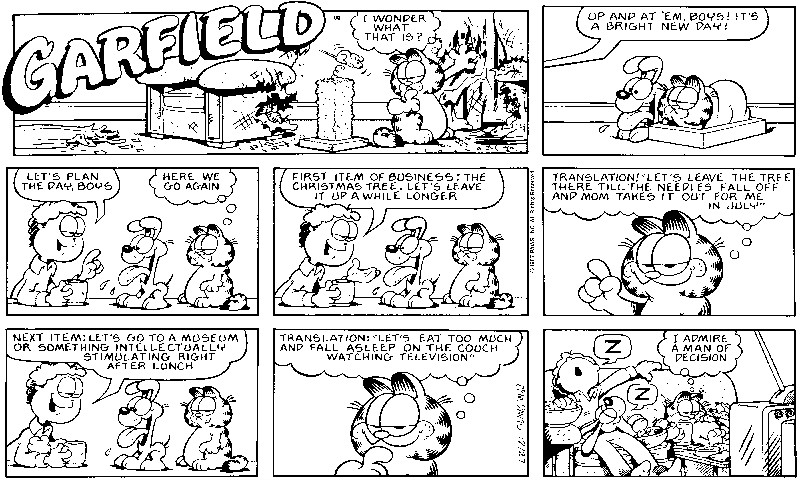 GARFIELD
I WONDER
WHAT
THAT IS?
UP AND AT 'EM, BOYS! IT'S
A BRIGHT NEW DAY!
LET'S PLAN
THE DAY, BOYS
HERE WE
GO AGAIN
FIRST ITEM OF BUSINESS: THE
CHRISTMAS TREE. LET'S LEAVE
IT UP A WHILE LONGER
TRANSLATION: "LET'S LEAVE THE TREE
THERE TILL THE NEEDLES FALL OFF
AND MOM TAKES IT OUT FOR ME
IN JULY"
NEXT ITEM: LET'S GO TO A MUSEUM
OR SOMETHING INTELLECTUALLY
STIMULATING RIGHT
AFTER LUNCH
TRANSLATION: "LET'S EAT TOO MUCH
AND FALL ASLEEP ON THE COUCH
WATCHING TELEVISION"
Z
Z
I ADMIRE
A MAN OF
DECISION